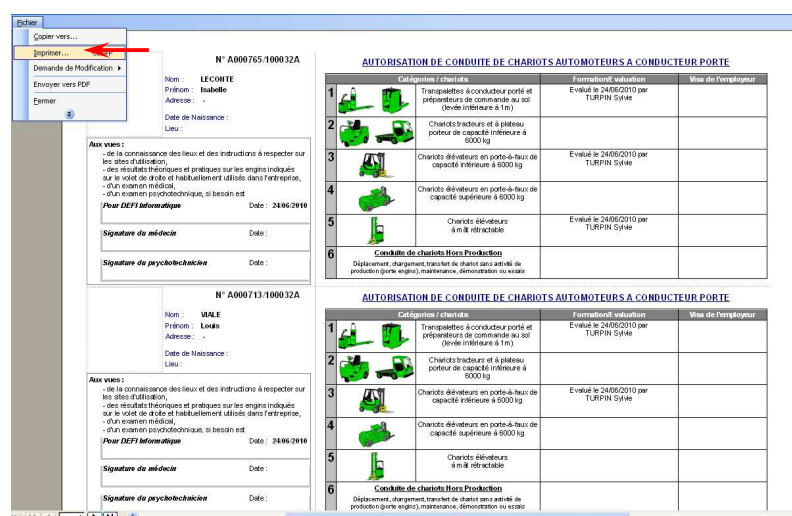 Fichier
Copier vers...
Imprimer...
Demande de Modification
Envoyer vers PDF
Fermer
N° A000765/100032A
Nom : LECONTE
Prénom : Isabelle
Adresse : -
Date de Naissance :
Lieu :
Aux vues :
- de la connaissance des lieux et des instructions à respecter sur
les sites d'utilisation,
- des résultats théoriques et pratiques sur les engins indiqués
sur le volet de droite et habituellement utilisés dans l'entreprise,
- d'un examen médical,
- d'un examen psychotechnique, si besoin est
Pour DEFI Informatique Date : 24/06/2010
Signature du médecin Date :
Signature du psychotechnicien Date :
AUTORISATION DE CONDUITE DE CHARIOTS AUTOMOTEURS A CONDUCTEUR PORTE
Catégories / chariots Formation/Evaluation Visa de l'employeur
1 Transpalettes à conducteur porté et
préparateurs de commande au sol
(levée inférieure à 1m)
Evalué le 24/06/2010 par
TURPIN Sylvie
2 Chariots tracteurs et à plateau
porteur de capacité inférieure à
6000 kg
3 Chariots élévateurs en porte-à-faux de
capacité inférieure à 6000 kg
Evalué le 24/06/2010 par
TURPIN Sylvie
4 Chariots élévateurs en porte-à-faux de
capacité supérieure à 6000 kg
5 Chariots élévateurs
à mât rétractable
Evalué le 24/06/2010 par
TURPIN Sylvie
6 Conduite de chariots Hors Production
Déplacement, chargement, transfert de chariot sans activité de
production (porte engins), maintenance, démonstration ou essais
N° A000713/100032A
Nom : VIALE
Prénom : Louis
Adresse : -
Date de Naissance :
Lieu :
Aux vues :
- de la connaissance des lieux et des instructions à respecter sur
les sites d'utilisation,
- des résultats théoriques et pratiques sur les engins indiqués
sur le volet de droite et habituellement utilisés dans l'entreprise,
- d'un examen médical,
- d'un examen psychotechnique, si besoin est
Pour DEFI Informatique Date : 24/06/2010
Signature du médecin Date :
Signature du psychotechnicien Date :
AUTORISATION DE CONDUITE DE CHARIOTS AUTOMOTEURS A CONDUCTEUR PORTE
Catégories / chariots Formation/Evaluation Visa de l'employeur
1 Transpalettes à conducteur porté et
préparateurs de commande au sol
(levée inférieure à 1m)
Evalué le 24/06/2010 par
TURPIN Sylvie
2 Chariots tracteurs et à plateau
porteur de capacité inférieure à
6000 kg
3 Chariots élévateurs en porte-à-faux de
capacité inférieure à 6000 kg
Evalué le 24/06/2010 par
TURPIN Sylvie
4 Chariots élévateurs en porte-à-faux de
capacité supérieure à 6000 kg
5 Chariots élévateurs
à mât rétractable
6 Conduite de chariots Hors Production
Déplacement, chargement, transfert de chariot sans activité de
production (porte engins), maintenance, démonstration ou essais